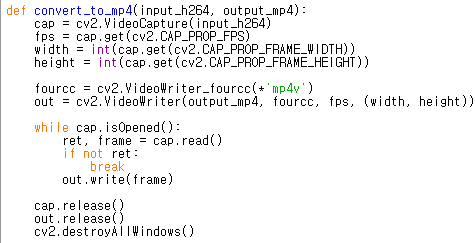 def convert_to_mp4(input_h264, output_mp4):
    cap = cv2.VideoCapture(input_h264)
    fps = cap.get(cv2.CAP_PROP_FPS)
    width = int(cap.get(cv2.CAP_PROP_FRAME_WIDTH))
    height = int(cap.get(cv2.CAP_PROP_FRAME_HEIGHT))

    fourcc = cv2.VideoWriter_fourcc(*'mp4v')
    out = cv2.VideoWriter(output_mp4, fourcc, fps, (width, height))

    while cap.isOpened():
        ret, frame = cap.read()
        if not ret:
            break
        out.write(frame)

    cap.release()
    out.release()
    cv2.destroyAllWindows()